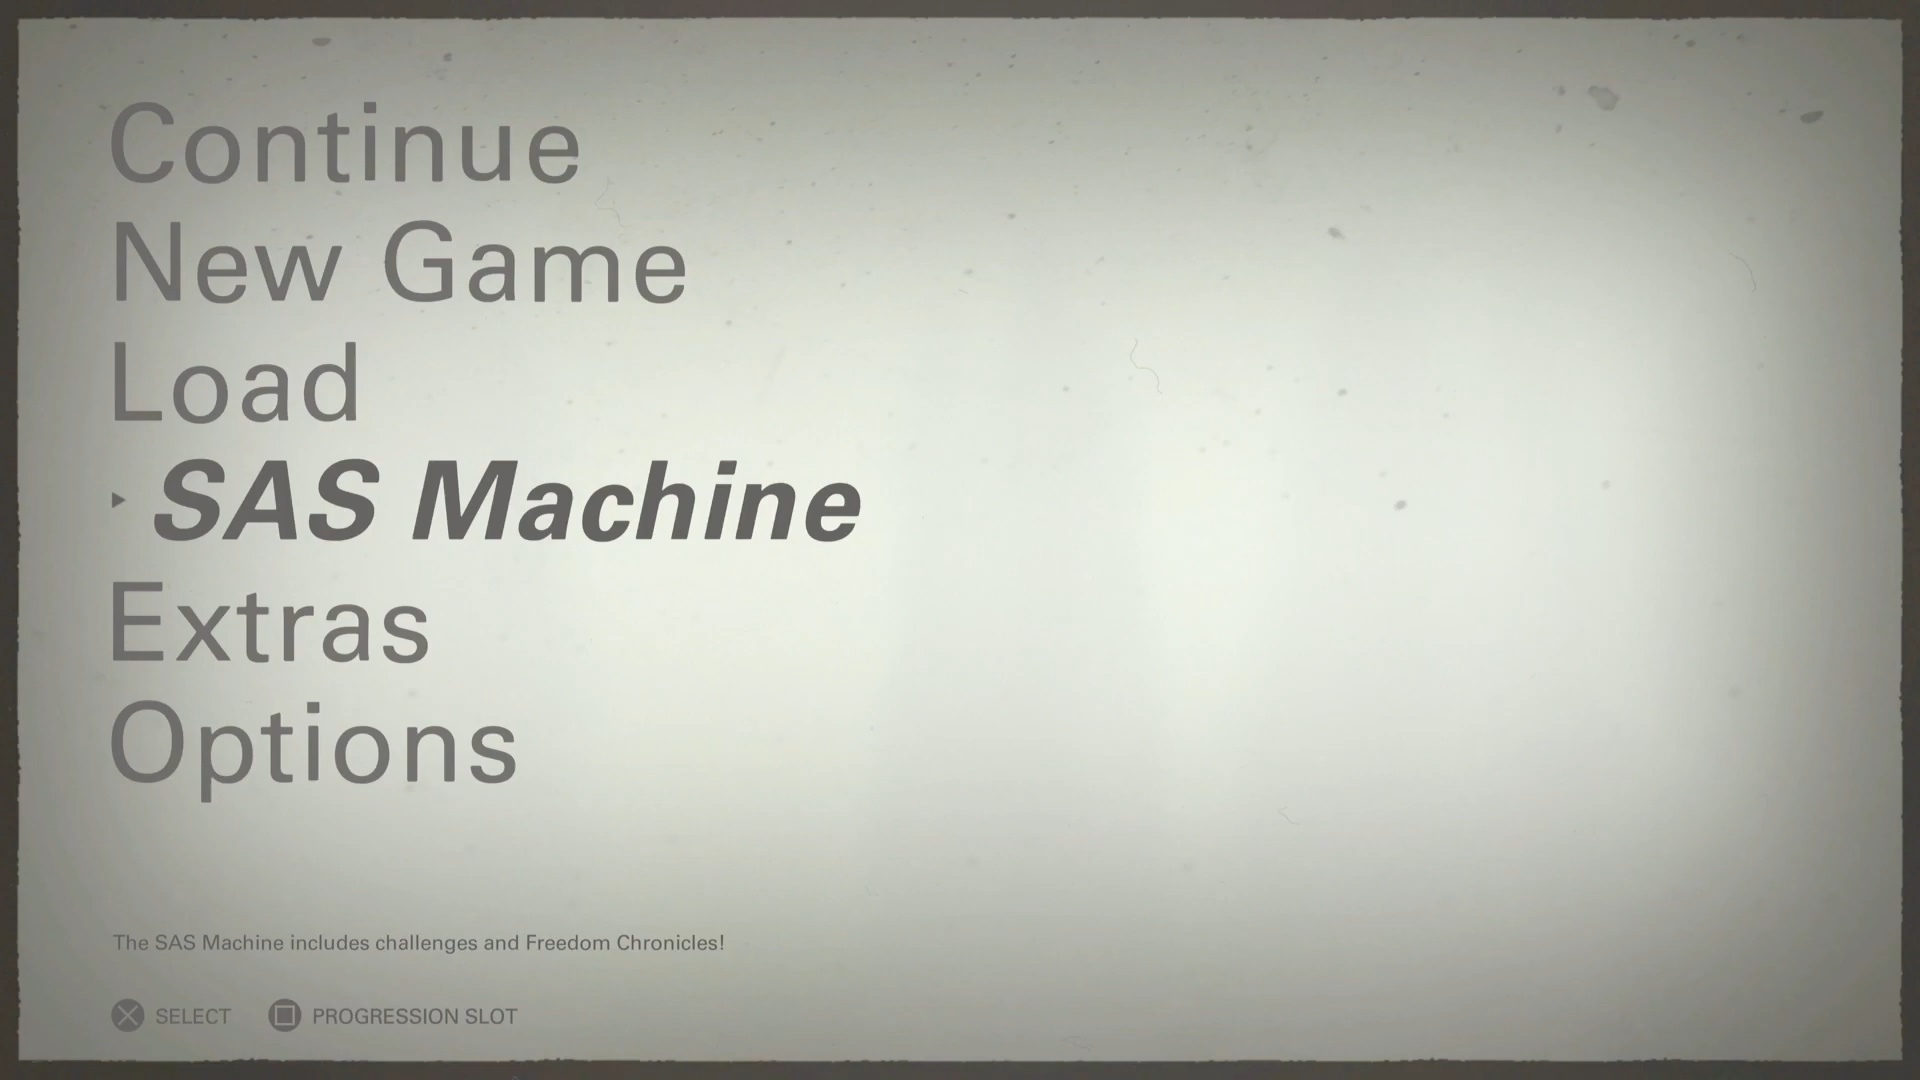 Continue
New Game
Load
SAS Machine
Extras
Options
The SAS Machine includes challenges and Freedom Chronicles!
SELECT PROGRESSION SLOT